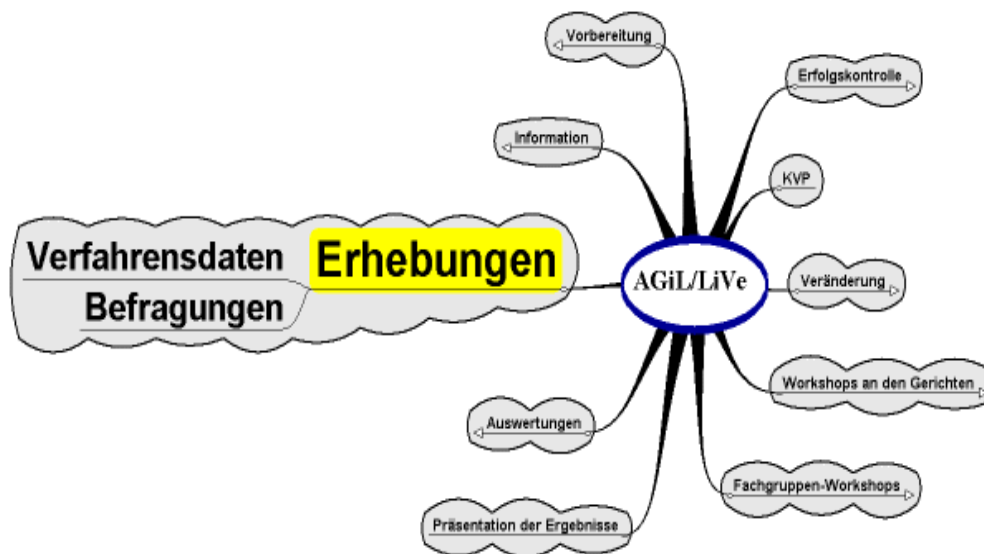 Vorbereitung
Erfolgskontrolle
Information
KVP
Verfahrensdaten Erhebungen
Befragungen
AGiL/LiVe
Veränderung
Workshops an den Gerichten
Auswertungen
Fachgruppen-Workshops
Präsentation der Ergebnisse